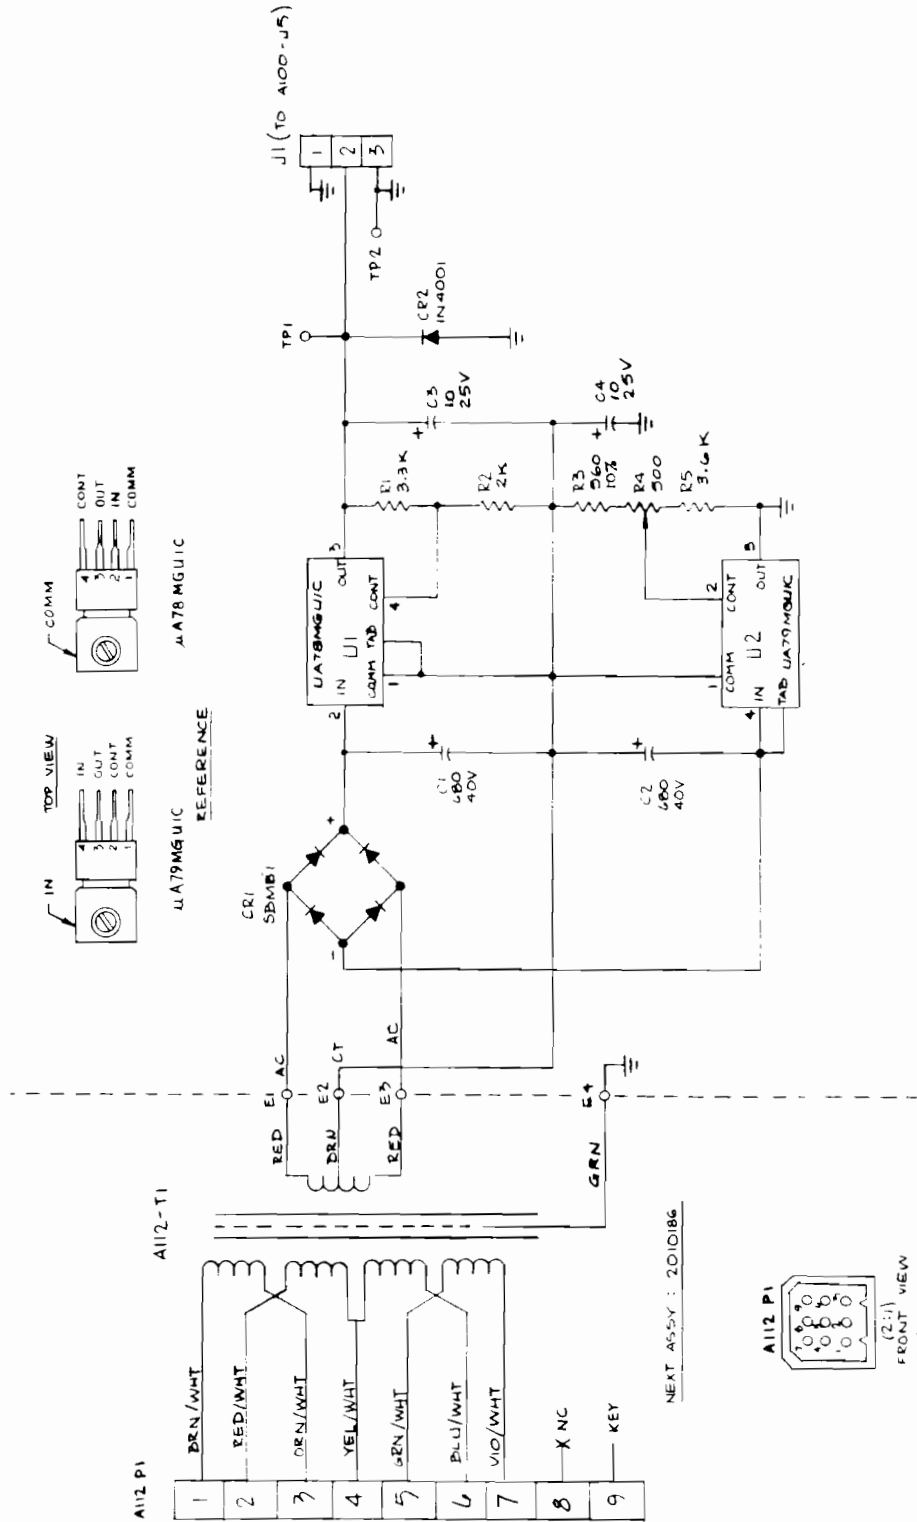 J1 (TO A100-J5)
1
2
3
TP2
TP1
CR2
1N4001
C3
10
25V
+
C4
10
25V
+
R1
3.3K
R2
2K
R3
560
10%
R4
500
R5
3.6K
TOP VIEW
IN
4 IN
3 OUT
2 CONT
1 COMM
µA79MGUIC
COMM
4 CONT
3 OUT
2 IN
1 COMM
µA78MGUIC
REFERENCE
UA78MGUIC
U1
2 IN
OUT 3
COMM TAB CONT
1
4
COMM
1
CONT
2
U2
IN
4
OUT
3
TAB UA79MGUIC
+
C1
680
40V
+
C2
680
40V
CR1
SBMB1
+
-
AC
CT
AC
E1
E2
E3
E4
RED
BRN
RED
GRN
A112-T1
A112 P1
1
2
3
4
5
6
7
8
9
BRN/WHT
RED/WHT
ORN/WHT
YEL/WHT
GRN/WHT
BLU/WHT
VIO/WHT
X NC
KEY
NEXT ASSY : 2010186
A112 P1
(2:1)
FRONT VIEW